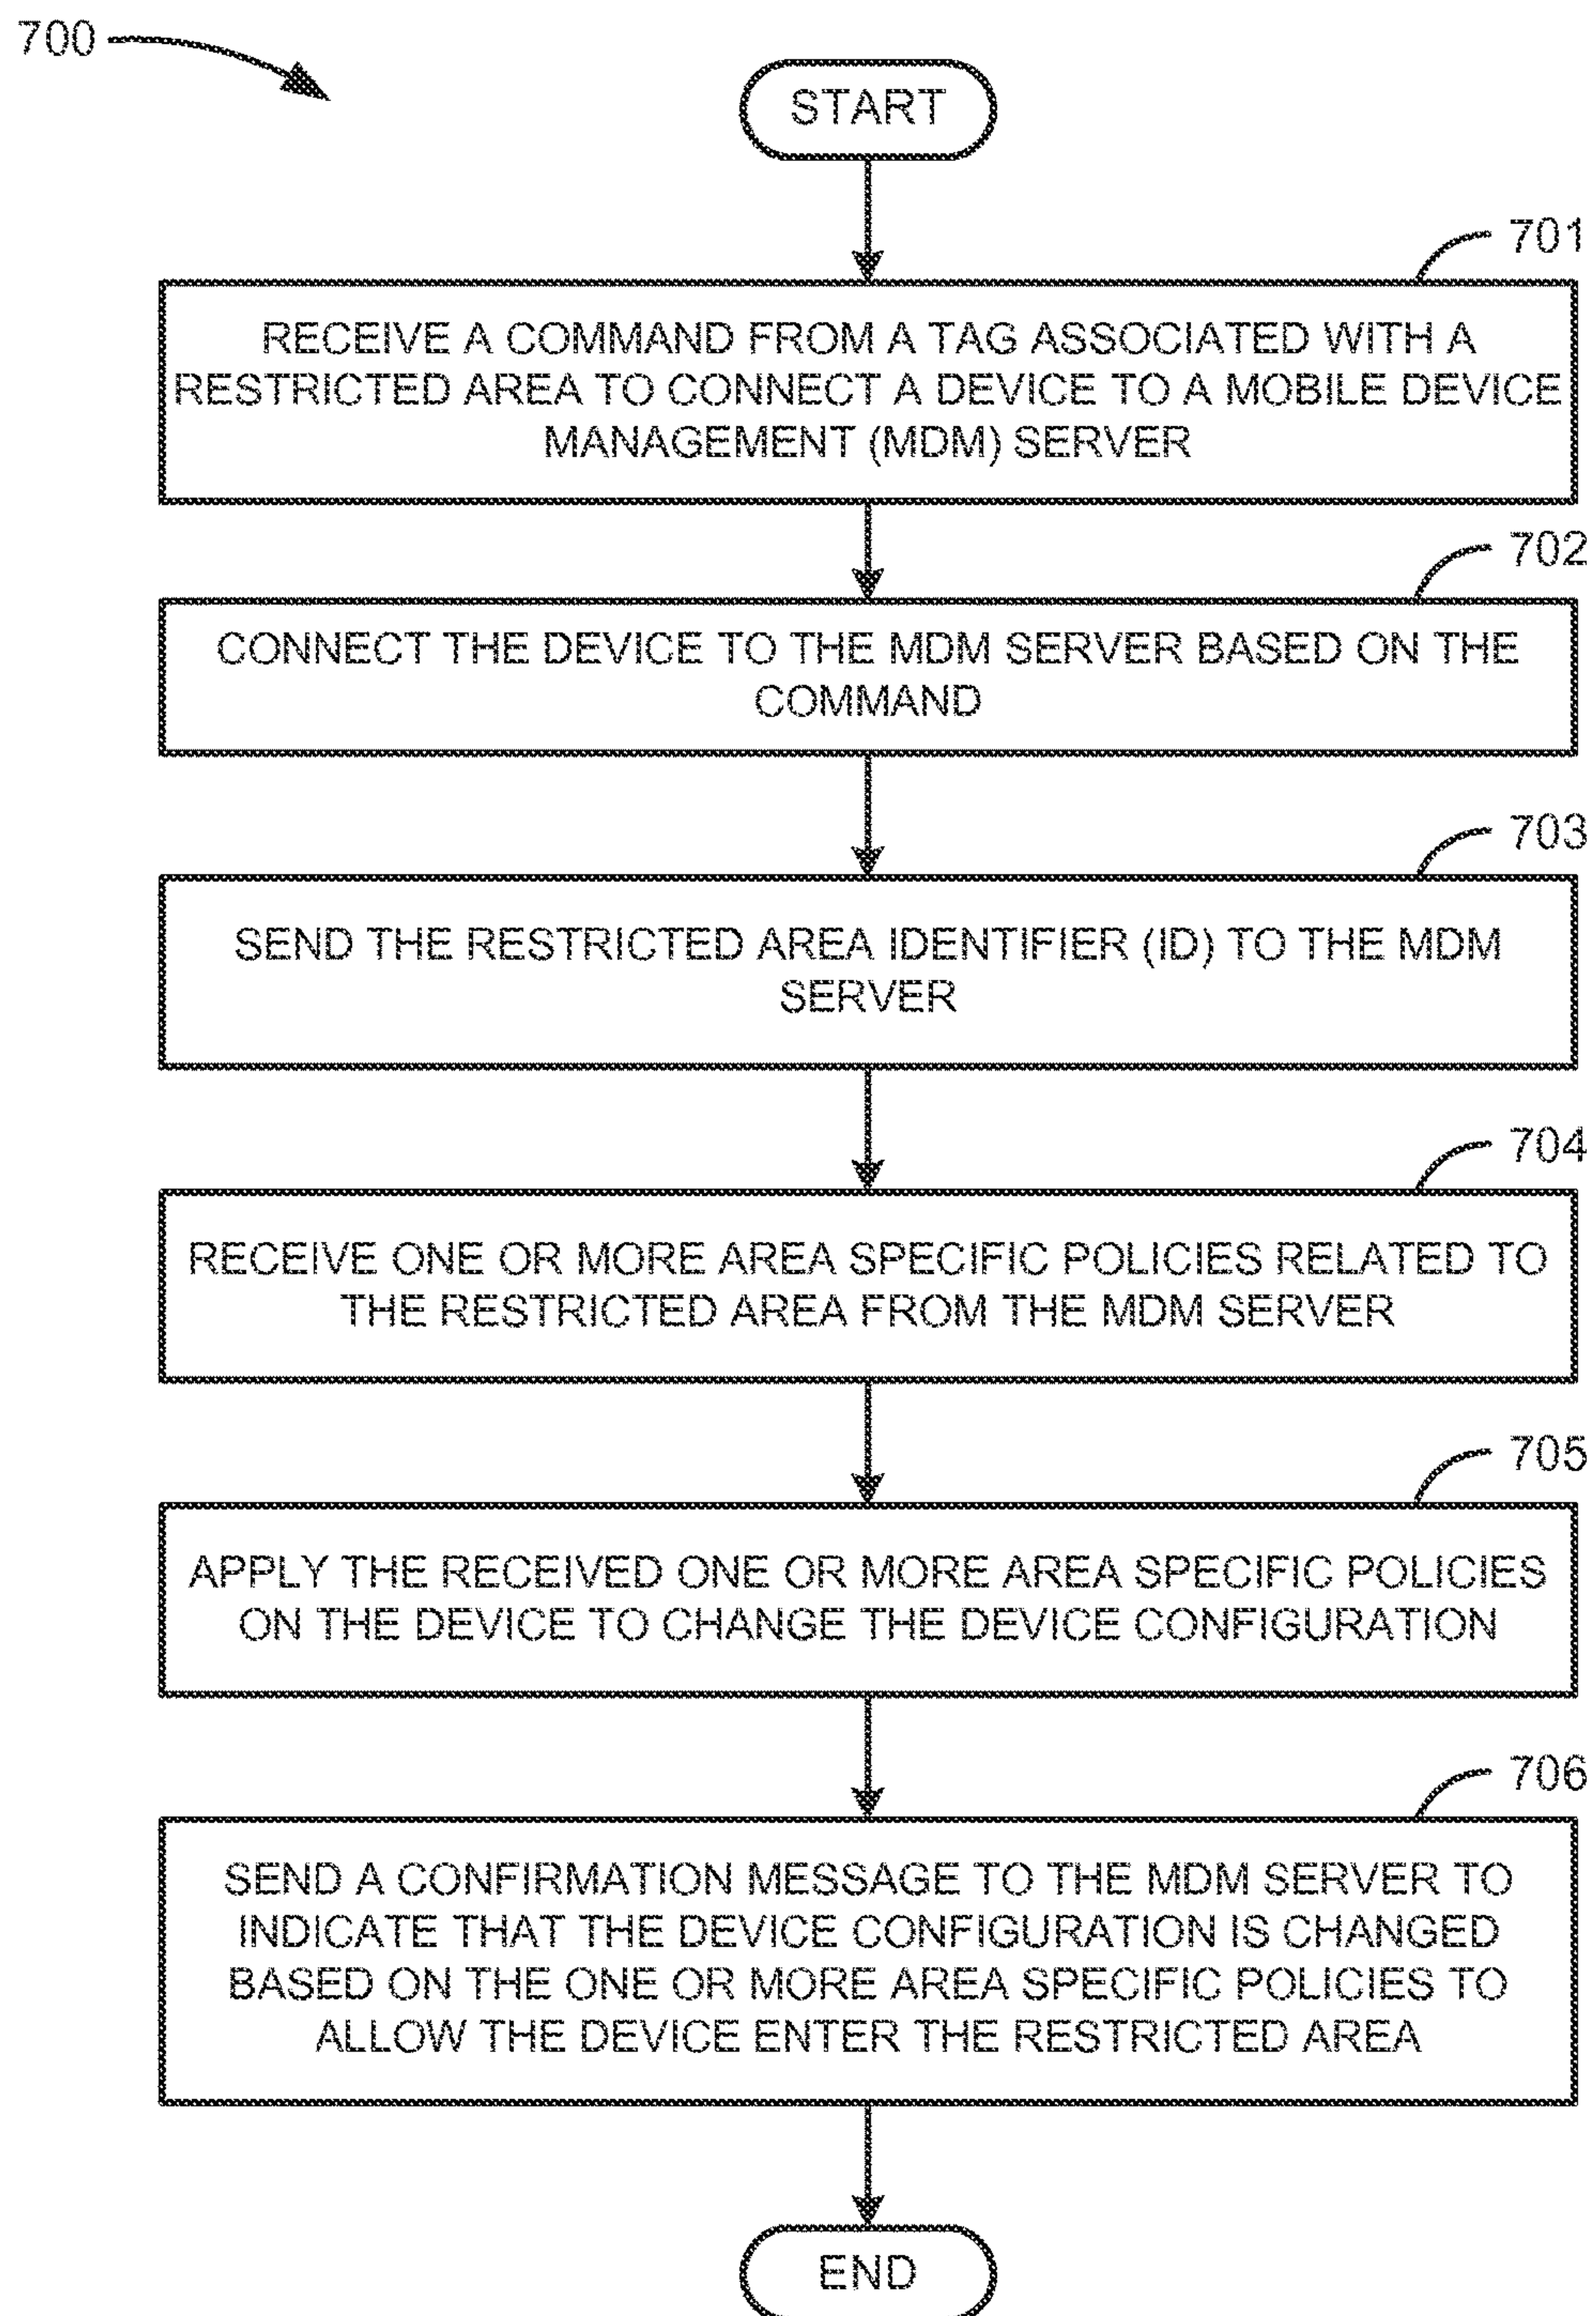 700
START
701
RECEIVE A COMMAND FROM A TAG ASSOCIATED WITH A
RESTRICTED AREA TO CONNECT A DEVICE TO A MOBILE DEVICE
MANAGEMENT (MDM) SERVER
702
CONNECT THE DEVICE TO THE MDM SERVER BASED ON THE
COMMAND
703
SEND THE RESTRICTED AREA IDENTIFIER (ID) TO THE MDM
SERVER
704
RECEIVE ONE OR MORE AREA SPECIFIC POLICIES RELATED TO
THE RESTRICTED AREA FROM THE MDM SERVER
705
APPLY THE RECEIVED ONE OR MORE AREA SPECIFIC POLICIES
ON THE DEVICE TO CHANGE THE DEVICE CONFIGURATION
706
SEND A CONFIRMATION MESSAGE TO THE MDM SERVER TO
INDICATE THAT THE DEVICE CONFIGURATION IS CHANGED
BASED ON THE ONE OR MORE AREA SPECIFIC POLICIES TO
ALLOW THE DEVICE ENTER THE RESTRICTED AREA
END